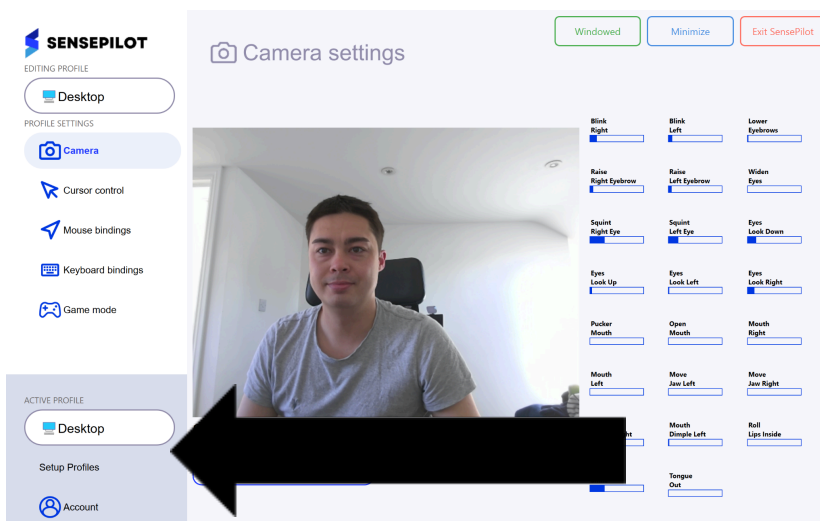 SENSEPILOT
EDITING PROFILE
Desktop
PROFILE SETTINGS
Camera
Cursor control
Mouse bindings
Keyboard bindings
Game mode
ACTIVE PROFILE
Desktop
Setup Profiles
Account
Camera settings
Windowed
Minimize
Exit SensePilot
Blink
Right
Blink
Left
Lower
Eyebrows
Raise
Right Eyebrow
Raise
Left Eyebrow
Widen
Eyes
Squint
Right Eye
Squint
Left Eye
Eyes
Look Down
Eyes
Look Up
Eyes
Look Left
Eyes
Look Right
Pucker
Mouth
Open
Mouth
Mouth
Right
Mouth
Left
Move
Jaw Left
Move
Jaw Right
Mouth
Dimple Left
Roll
Lips Inside
Tongue
Out